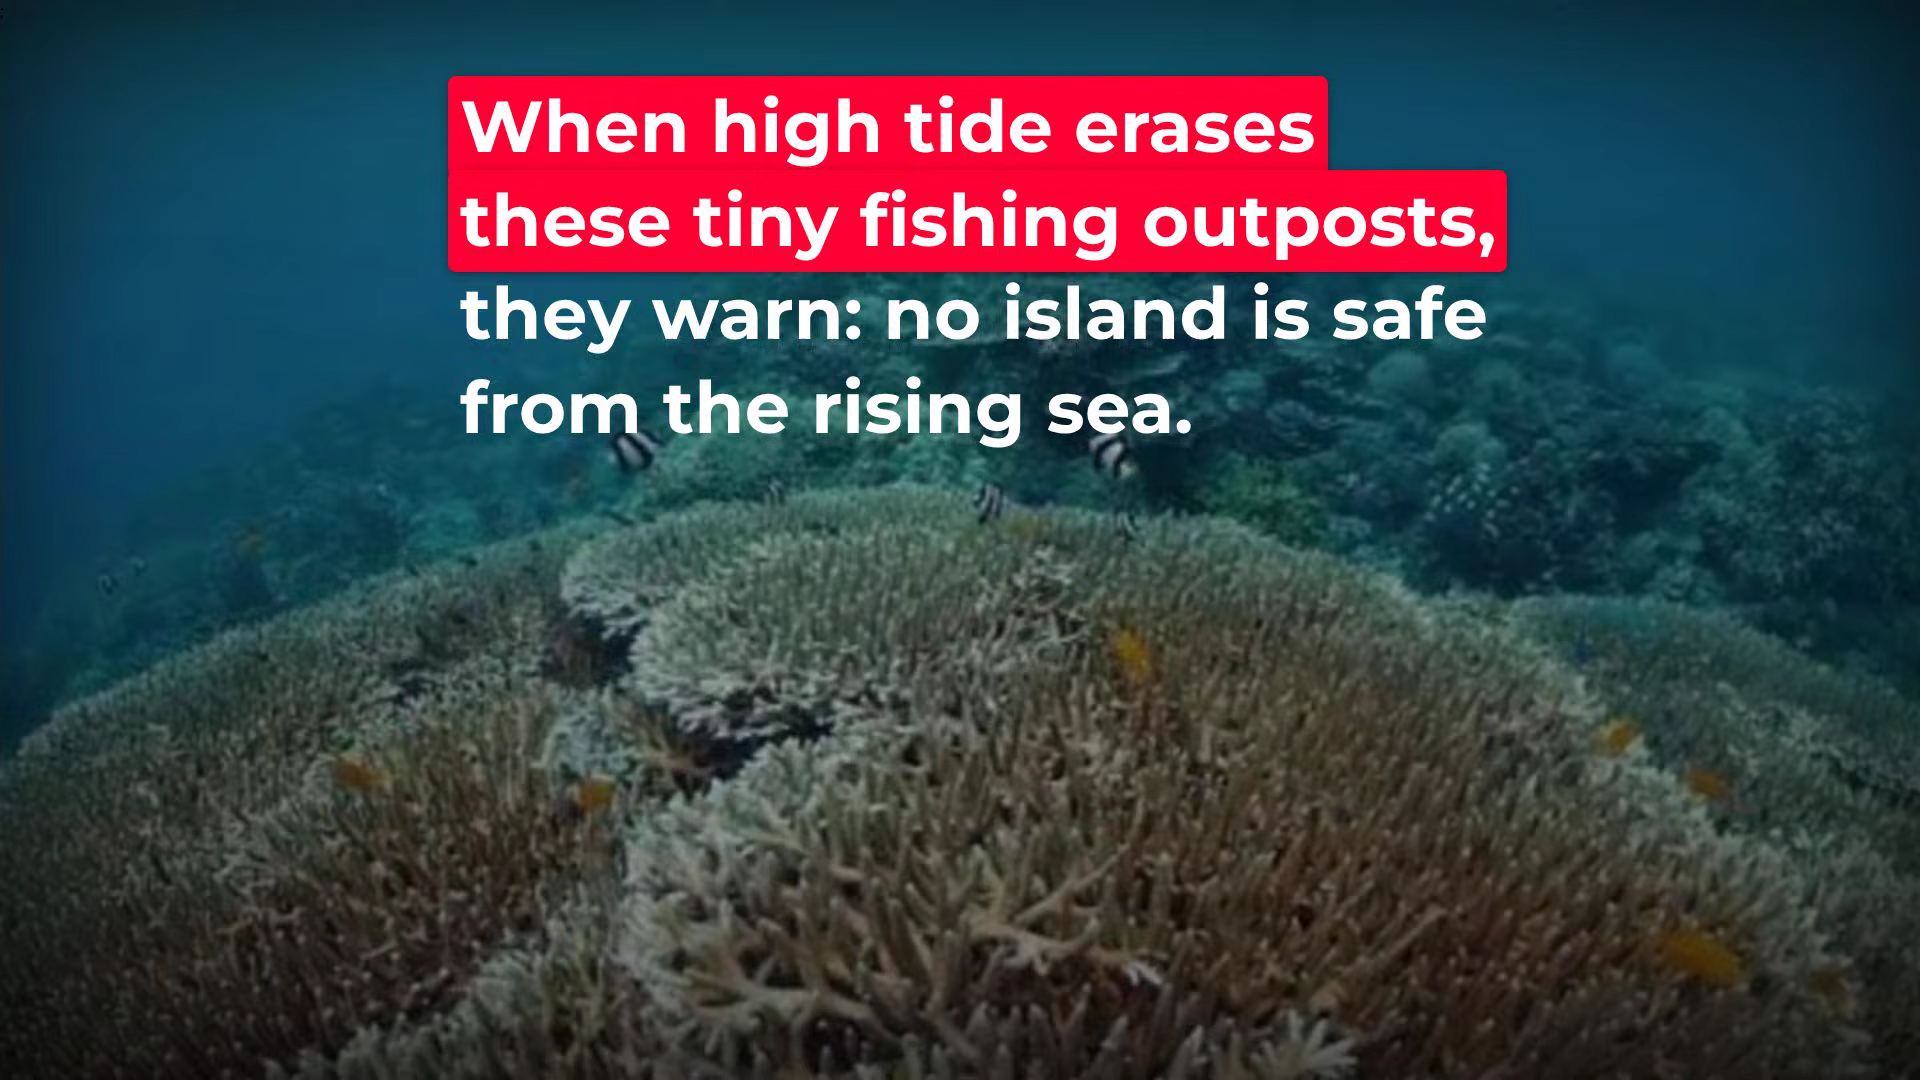 When high tide erases
these tiny fishing outposts,
they warn: no island is safe
from the rising sea.